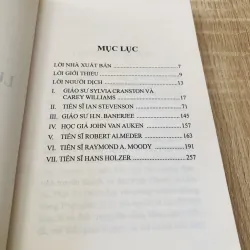 MỤC LỤC
LỜI NHÀ XUẤT BẢN 7
LỜI GIỚI THIỆU 9
LỜI NGƯỜI DỊCH 13
I. GIÁO SƯ SYLVIA CRANSTON VÀ
CAREY WILLIAMS 17
II. TIẾN SĨ IAN STEVENSON 57
III. GIÁO SƯ H.N. BANERJEE 145
IV. HỌC GIẢ JOHN VAN AUKEN 157
V. TIẾN SĨ ROBERT ALMEDER 163
VI. TIẾN SĨ RAYMOND A. MOODY 191
VII. TIẾN SĨ HANS HOLZER 257